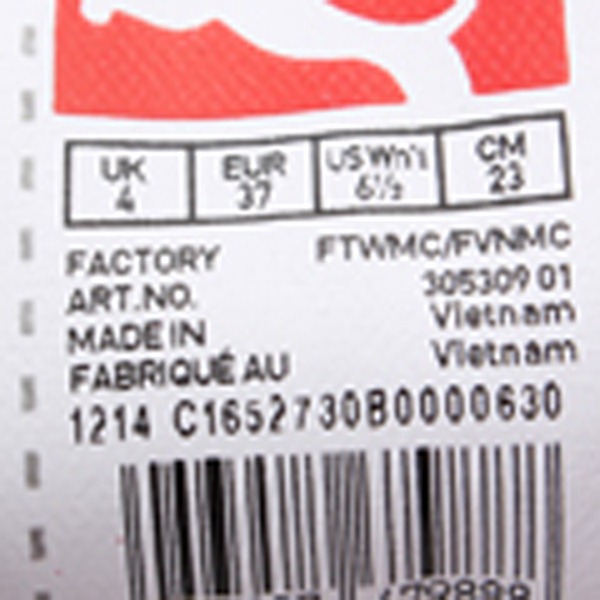 UK EUR US Wn's CM
4 37 6½ 23
FACTORY FTWMC/FVNMC
ART.NO. 305309 01
MADE IN Vietnam
FABRIQUÉ AU Vietnam
1214 C1652730B0000630